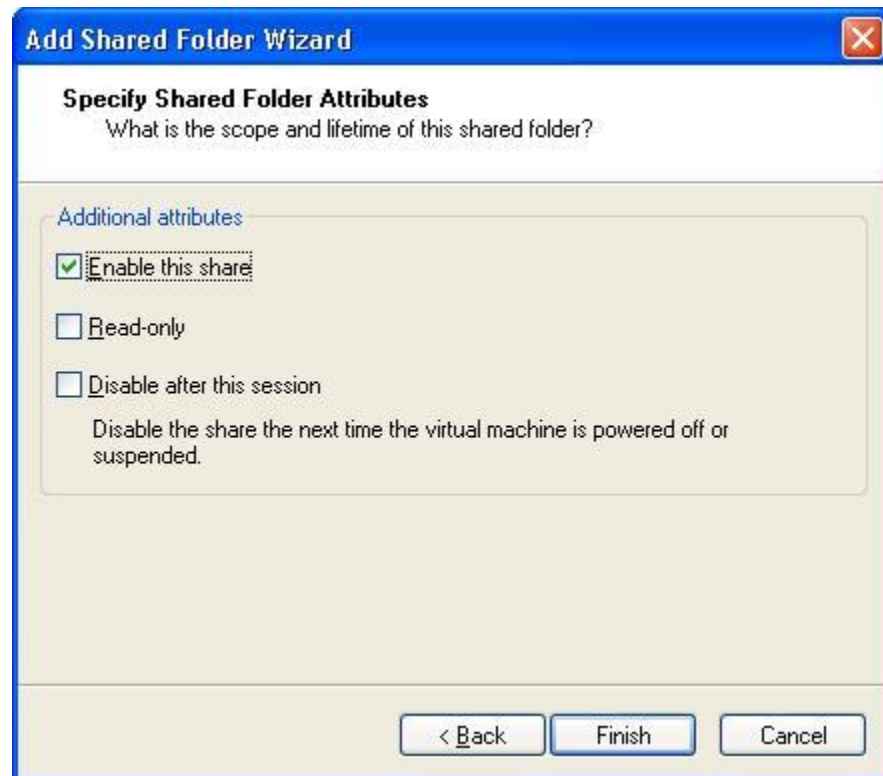 Add Shared Folder Wizard
Specify Shared Folder Attributes
What is the scope and lifetime of this shared folder?
Additional attributes
Enable this share
Read-only
Disable after this session
Disable the share the next time the virtual machine is powered off or
suspended.
< Back Finish Cancel